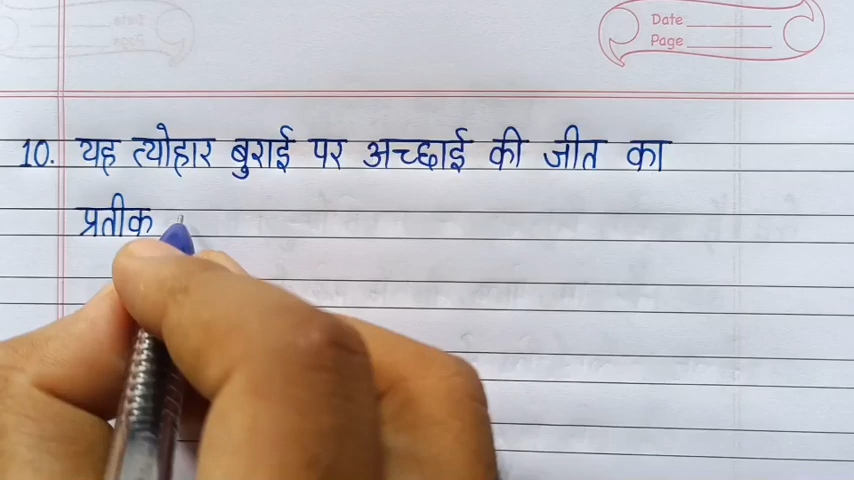 Date
Page
10. यह त्योहार बुराई पर अच्छाई की जीत का
प्रतीक